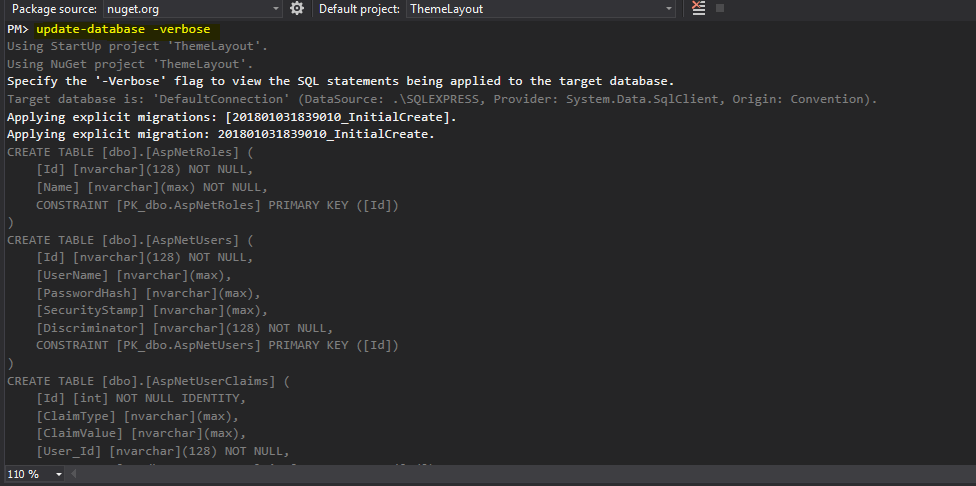 Package source: nuget.org Default project: ThemeLayout
PM> update-database -verbose
Using StartUp project 'ThemeLayout'.
Using NuGet project 'ThemeLayout'.
Specify the '-Verbose' flag to view the SQL statements being applied to the target database.
Target database is: 'DefaultConnection' (DataSource: .\SQLEXPRESS, Provider: System.Data.SqlClient, Origin: Convention).
Applying explicit migrations: [201801031839010_InitialCreate].
Applying explicit migration: 201801031839010_InitialCreate.
CREATE TABLE [dbo].[AspNetRoles] (
    [Id] [nvarchar](128) NOT NULL,
    [Name] [nvarchar](max) NOT NULL,
    CONSTRAINT [PK_dbo.AspNetRoles] PRIMARY KEY ([Id])
)
CREATE TABLE [dbo].[AspNetUsers] (
    [Id] [nvarchar](128) NOT NULL,
    [UserName] [nvarchar](max),
    [PasswordHash] [nvarchar](max),
    [SecurityStamp] [nvarchar](max),
    [Discriminator] [nvarchar](128) NOT NULL,
    CONSTRAINT [PK_dbo.AspNetUsers] PRIMARY KEY ([Id])
)
CREATE TABLE [dbo].[AspNetUserClaims] (
    [Id] [int] NOT NULL IDENTITY,
    [ClaimType] [nvarchar](max),
    [ClaimValue] [nvarchar](max),
    [User_Id] [nvarchar](128) NOT NULL,
110 %